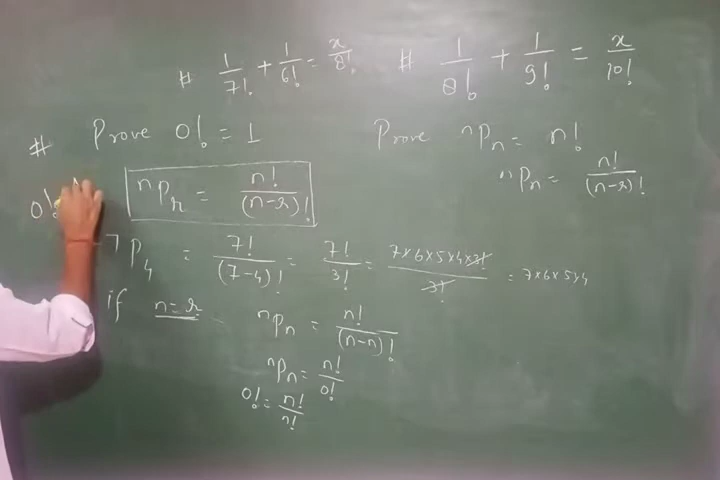 # 1/7! + 1/6! = x/8!
# 1/8! + 1/9! = x/10!
# Prove 0! = 1
Prove ⁿPₙ = n!
ⁿPₙ = n!/(n-r)!
0!
ⁿPᵣ = n!/(n-r)!
⁷P₄ = 7!/(7-4)! = 7!/3! = 7×6×5×4×3!/3! = 7×6×5×4
if n=r
ⁿPₙ = n!/(n-n)!
ⁿPₙ = n!/0!
0! = n!/n!